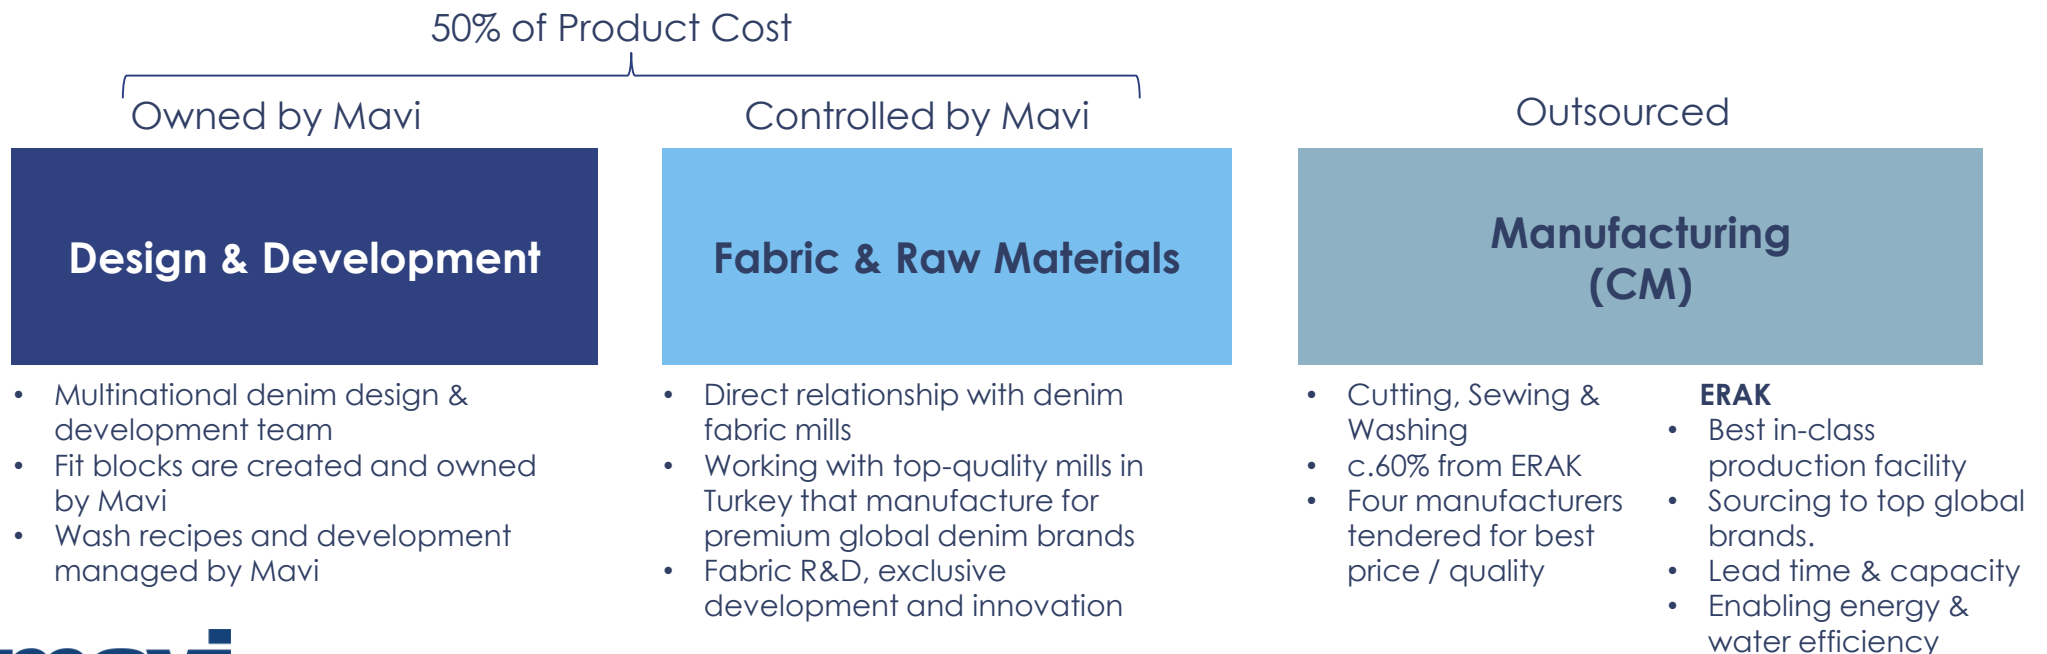 50% of Product Cost
Owned by Mavi
Controlled by Mavi
Outsourced
Design & Development
Fabric & Raw Materials
Manufacturing
(CM)
• Multinational denim design &
development team
• Fit blocks are created and owned
by Mavi
• Wash recipes and development
managed by Mavi
• Direct relationship with denim
fabric mills
• Working with top-quality mills in
Turkey that manufacture for
premium global denim brands
• Fabric R&D, exclusive
development and innovation
• Cutting, Sewing &
Washing
• c.60% from ERAK
• Four manufacturers
tendered for best
price / quality
ERAK
• Best in-class
production facility
• Sourcing to top global
brands.
• Lead time & capacity
• Enabling energy &
water efficiency
mavi